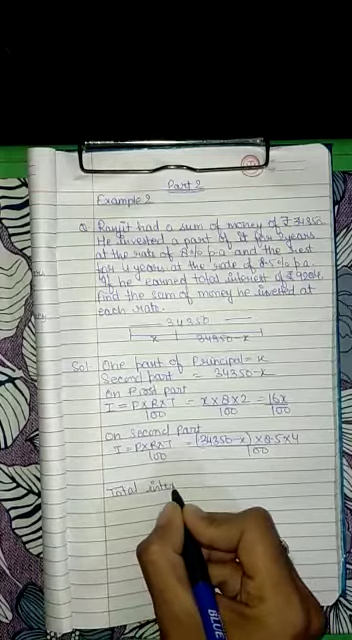 Part 2
Example 2
Q Ranjit had a sum of money of ₹ 34350.
He invested a part of it for 2 years
at the rate of 8% p.a and the rest
for 4 years at the rate of 8.5% p.a.
If he earned total interest of ₹ 9204,
find the sum of money he invested at
each rate.
34350
x 34350-x
Sol: One part of Principal = x
Second part = 34350-x
On First part
I = P×R×T/100 = x×8×2/100 = 16x/100
On Second part
I = P×R×T/100 = (34350-x)×8.5×4/100
Total inte
BLUE